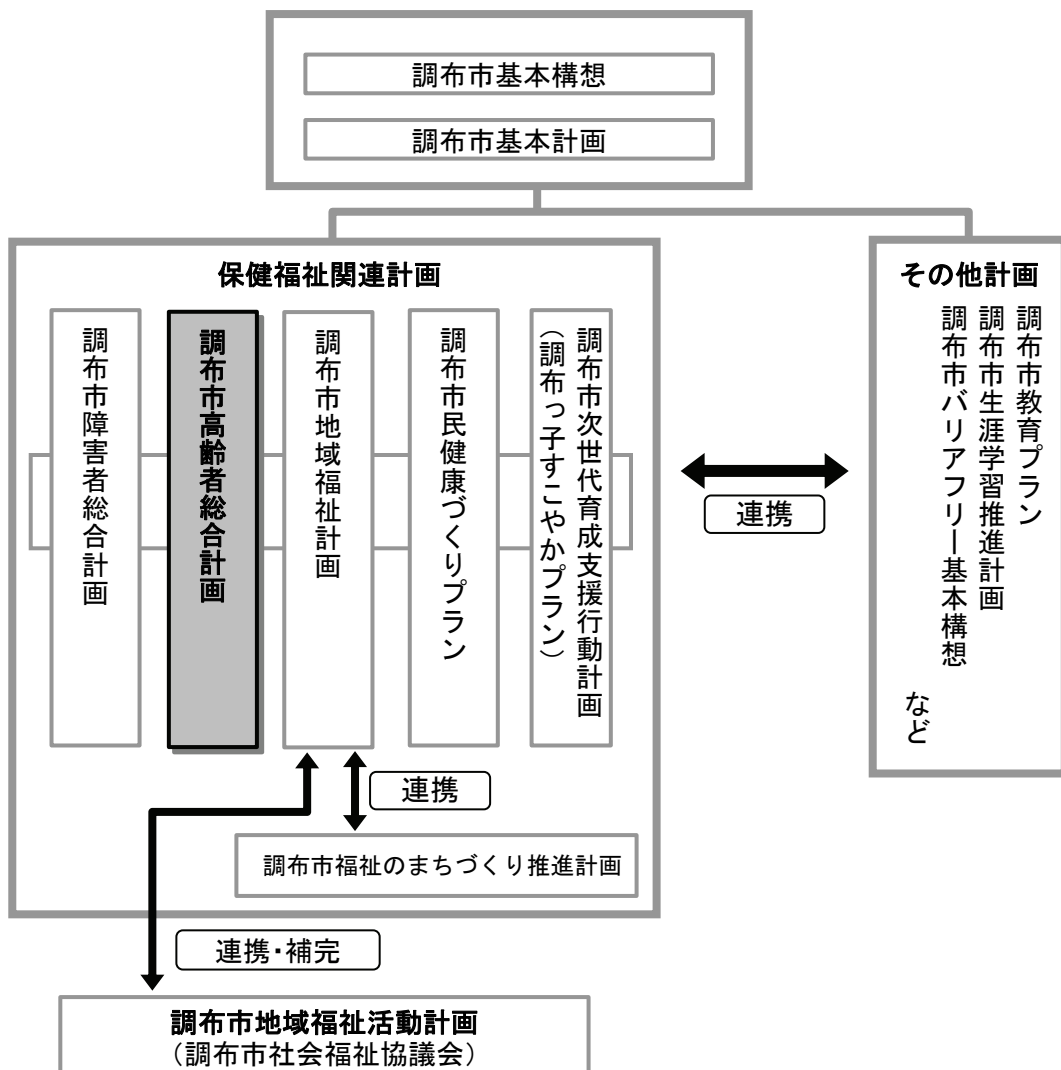 調布市基本構想
調布市基本計画
保健福祉関連計画
調布市障害者総合計画
調布市高齢者総合計画
調布市地域福祉計画
調布市民健康づくりプラン
調布市次世代育成支援行動計画
（調布っ子すこやかプラン）
連携
その他計画
調布市教育プラン
調布市生涯学習推進計画
調布市バリアフリー基本構想
など
連携
調布市福祉のまちづくり推進計画
連携・補完
調布市地域福祉活動計画
（調布市社会福祉協議会）